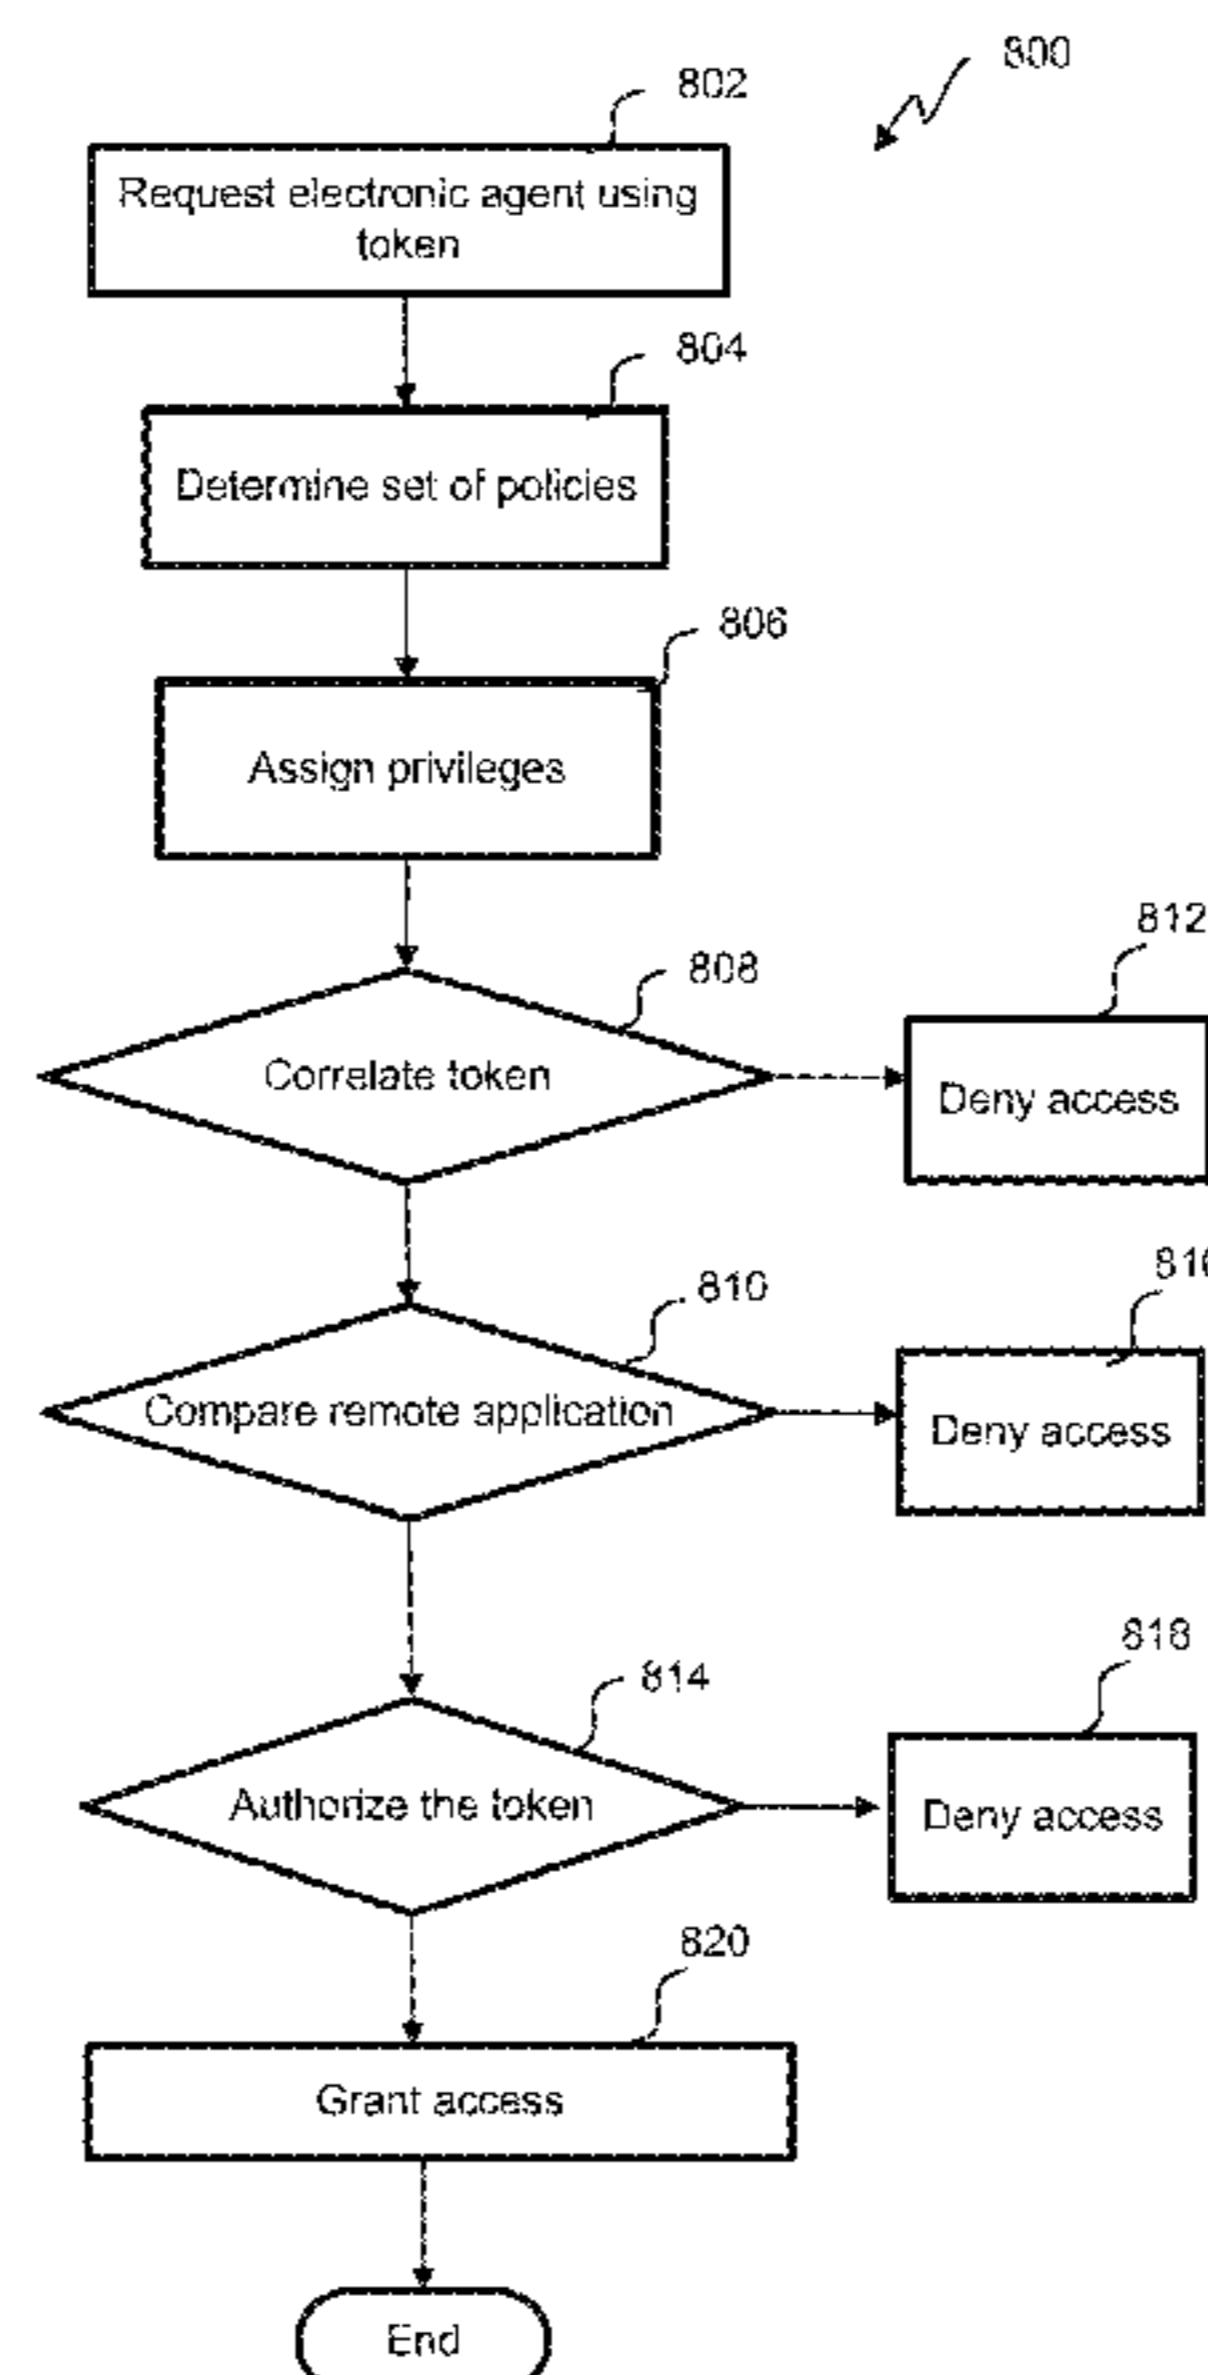 800
802
Request electronic agent using
token
804
Determine set of policies
806
Assign privileges
808
Correlate token
812
Deny access
810
Compare remote application
Deny access
814
Authorize the token
818
Deny access
820
Grant access
End